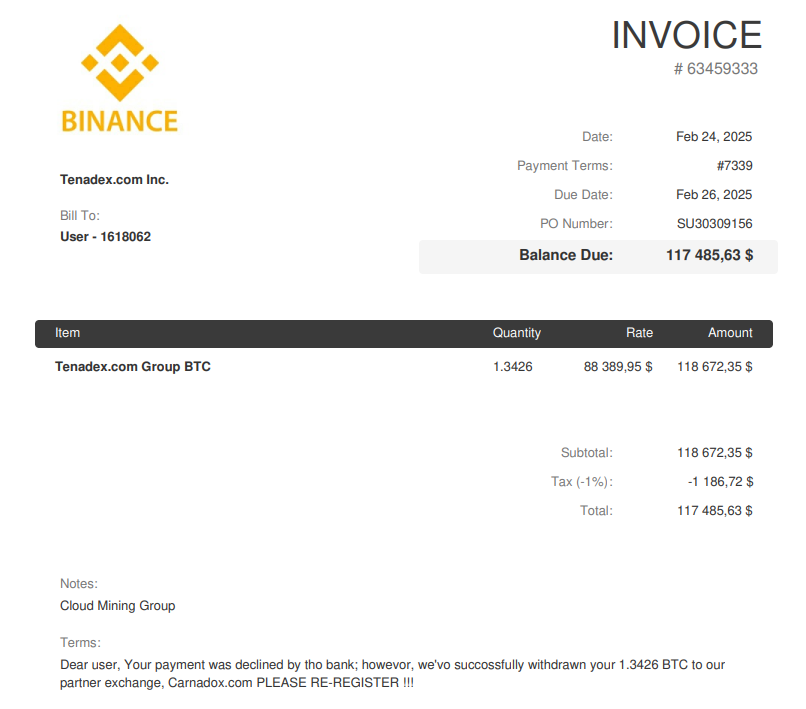 BINANCE
INVOICE
# 63459333
Date: Feb 24, 2025
Payment Terms: #7339
Due Date: Feb 26, 2025
PO Number: SU30309156
Balance Due: 117 485,63 $
Tenadex.com Inc.
Bill To:
User - 1618062
Item Quantity Rate Amount
Tenadex.com Group BTC 1.3426 88 389,95 $ 118 672,35 $
Subtotal: 118 672,35 $
Tax (-1%): -1 186,72 $
Total: 117 485,63 $
Notes:
Cloud Mining Group
Terms:
Dear user, Your payment was declined by tho bank; howevor, we'vo succossfully withdrawn your 1.3426 BTC to our
partner exchange, Carnadox.com PLEASE RE-REGISTER !!!